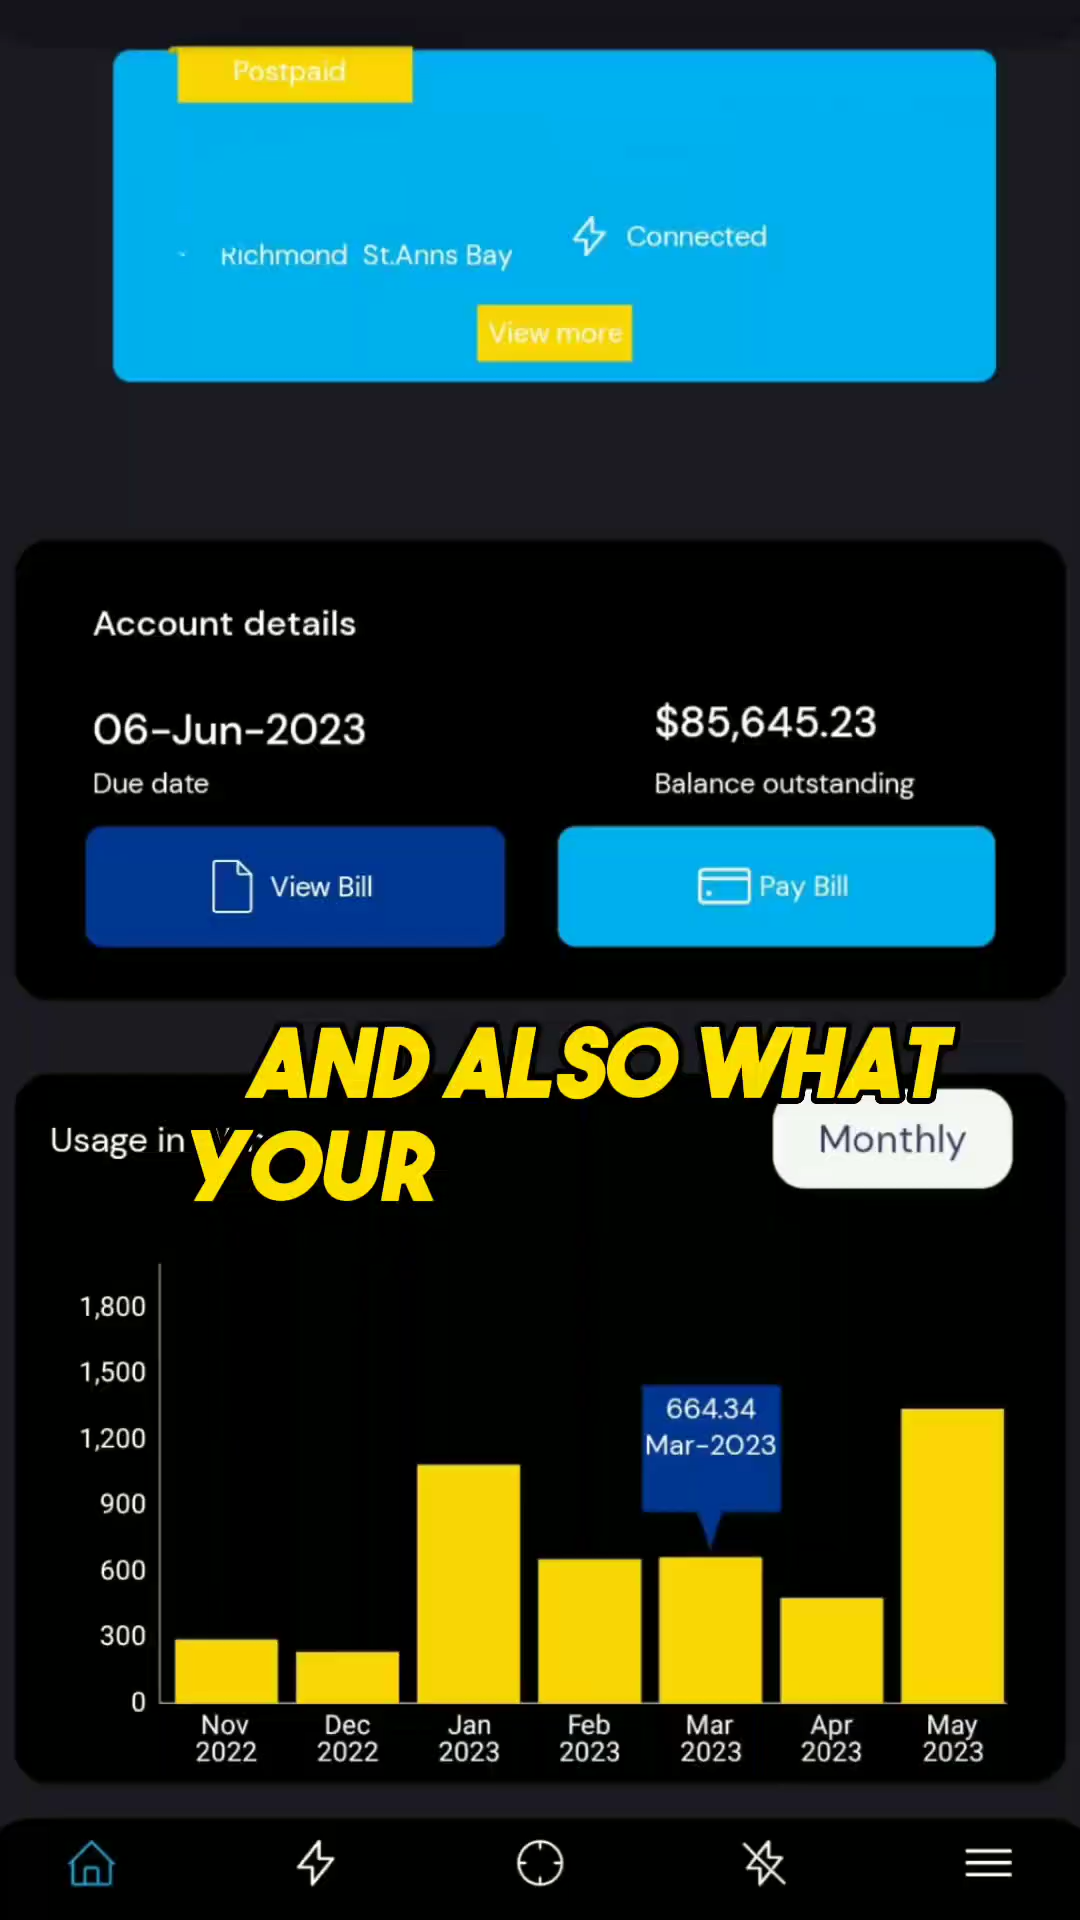 Postpaid
Richmond St.Anns Bay
Connected
View more
Account details
06-Jun-2023
$85,645.23
Due date
Balance outstanding
View Bill
Pay Bill
AND ALSO WHAT
YOUR
Usage in
Monthly
1,800
1,500
1,200
900
600
300
0
664.34
Mar-2023
Nov Dec Jan Feb Mar Apr May
2022 2022 2023 2023 2023 2023 2023